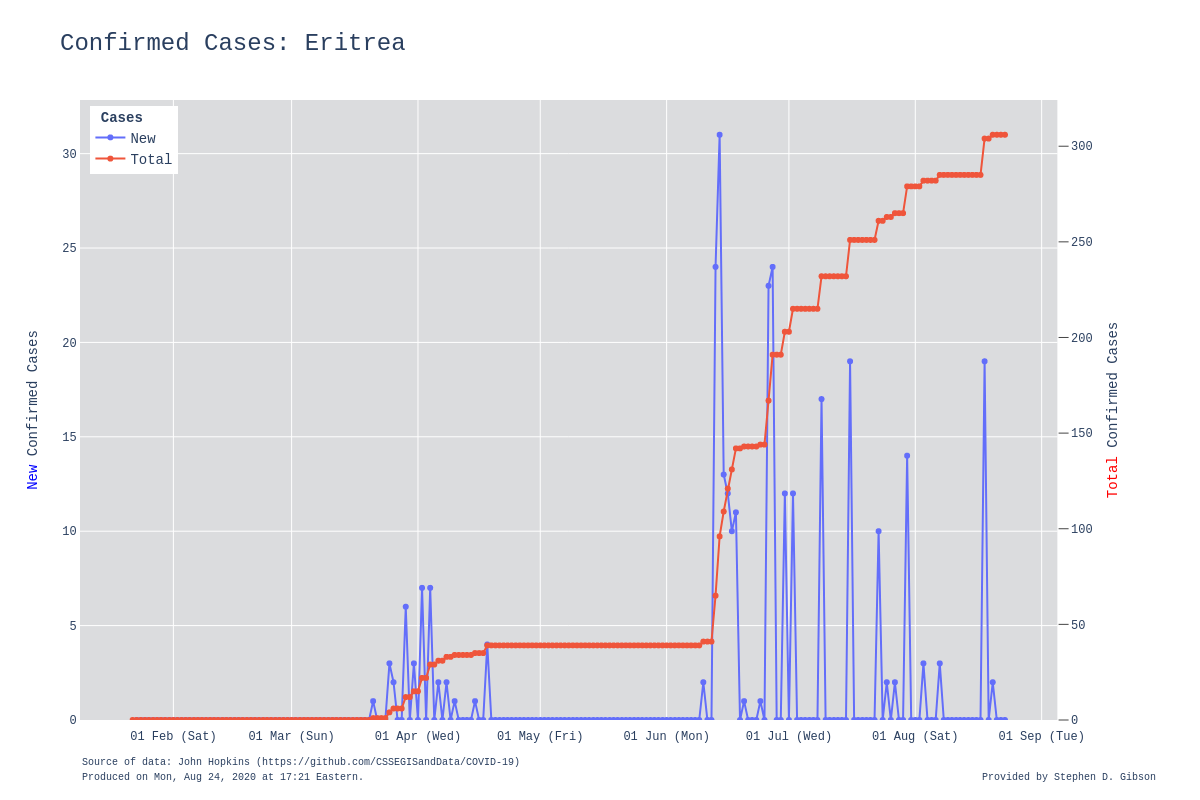 Confirmed Cases: Eritrea
Cases
New
Total
30
25
20
15
10
5
0
300
250
200
150
100
50
0
New Confirmed Cases
Total Confirmed Cases
01 Feb (Sat)
01 Mar (Sun)
01 Apr (Wed)
01 May (Fri)
01 Jun (Mon)
01 Jul (Wed)
01 Aug (Sat)
01 Sep (Tue)
Source of data: John Hopkins (https://github.com/CSSEGISandData/COVID-19)
Produced on Mon, Aug 24, 2020 at 17:21 Eastern.
Provided by Stephen D. Gibson